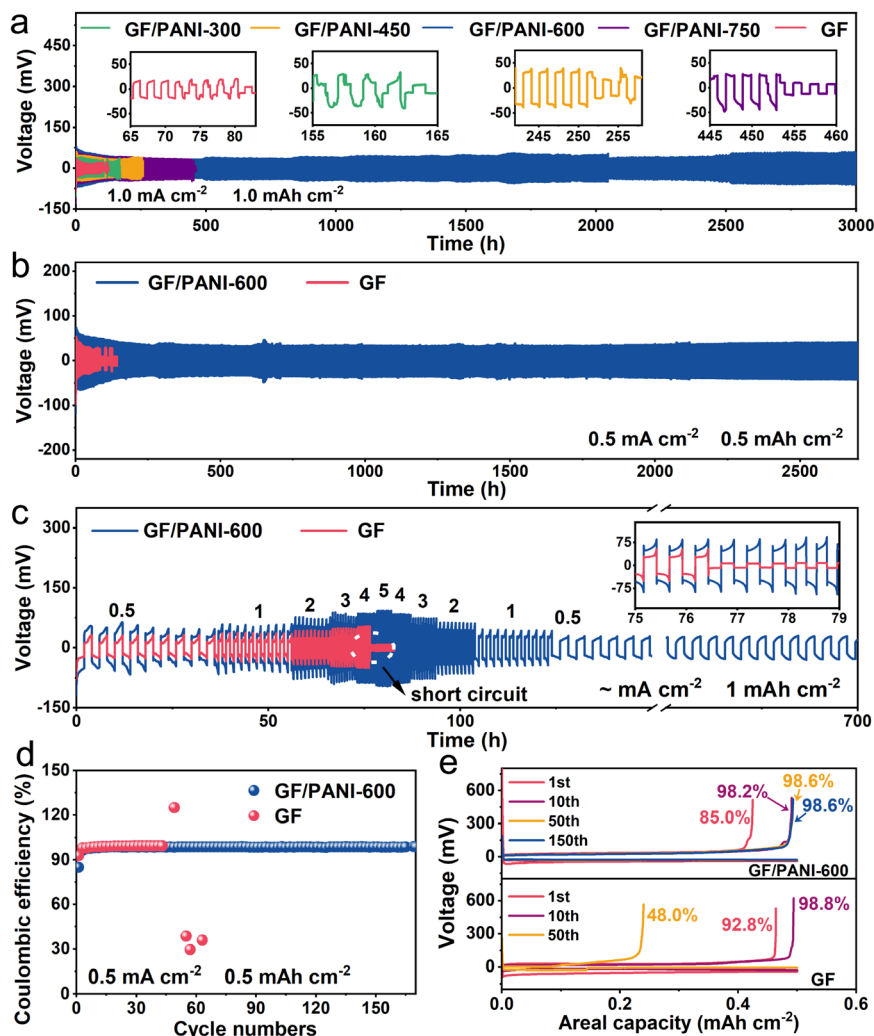 a
GF/PANI-300 GF/PANI-450 GF/PANI-600 GF/PANI-750 GF
Voltage (mV)
450
300
150
0
-150
50
0
-50
65 70 75 80
50
0
-50
155 160 165
50
0
-50
245 250 255
50
0
-50
445 450 455 460
1.0 mA cm⁻² 1.0 mAh cm⁻²
0 500 1000 1500 2000 2500 3000
Time (h)
b
GF/PANI-600 GF
Voltage (mV)
200
100
0
-100
-200
0.5 mA cm⁻² 0.5 mAh cm⁻²
0 500 1000 1500 2000 2500
Time (h)
c
GF/PANI-600 GF
Voltage (mV)
300
150
0
-150
75
0
-75
75 76 77 78 79
0.5 1 2 3 4 5 4 3 2 1 0.5
short circuit
~ mA cm⁻² 1 mAh cm⁻²
0 50 100 700
Time (h)
d
Coulombic efficiency (%)
150
120
90
60
30
0
GF/PANI-600
GF
0.5 mA cm⁻² 0.5 mAh cm⁻²
0 30 60 90 120 150
Cycle numbers
e
Voltage (mV)
600
300
0
1st
10th
50th
150th
85.0%
98.2%
98.6%
98.6%
GF/PANI-600
600
300
0
1st
10th
50th
48.0%
92.8%
98.8%
GF
0.0 0.2 0.4 0.6
Areal capacity (mAh cm⁻²)